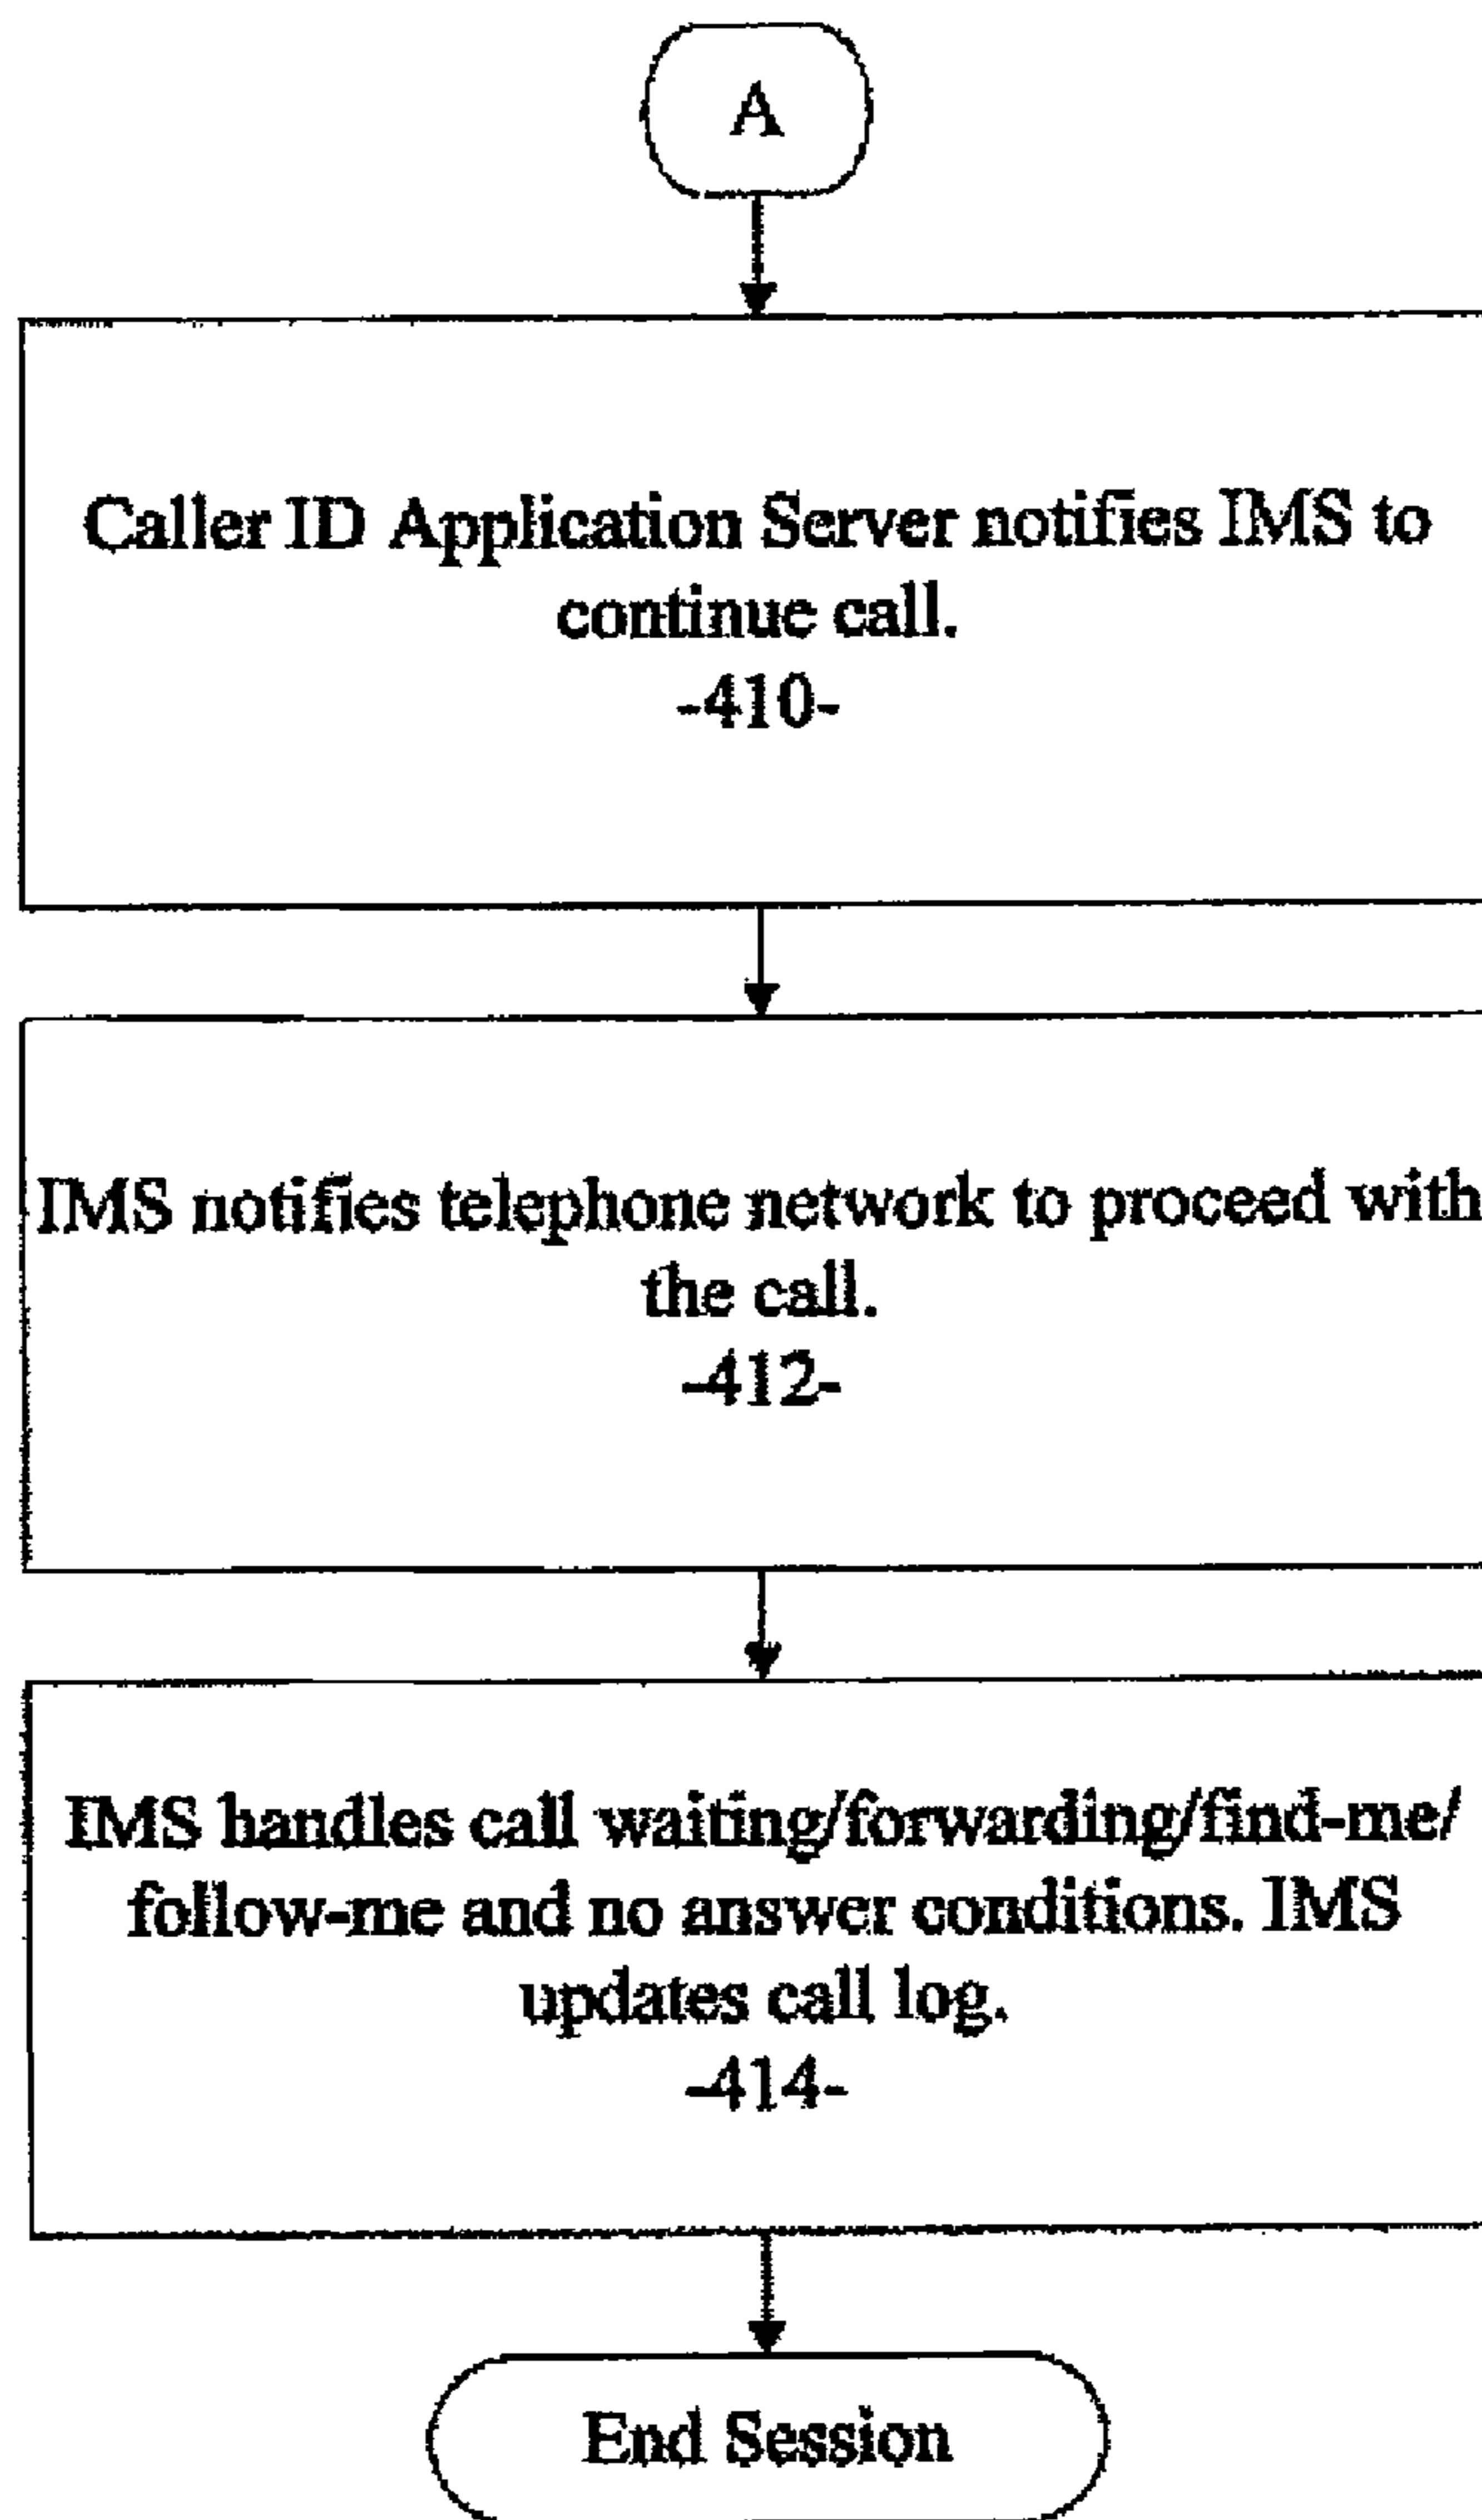 A
Caller ID Application Server notifies IMS to
continue call.
-410-
IMS notifies telephone network to proceed with
the call.
-412-
IMS handles call waiting/forwarding/find-me/
follow-me and no answer conditions. IMS
updates call log.
-414-
End Session